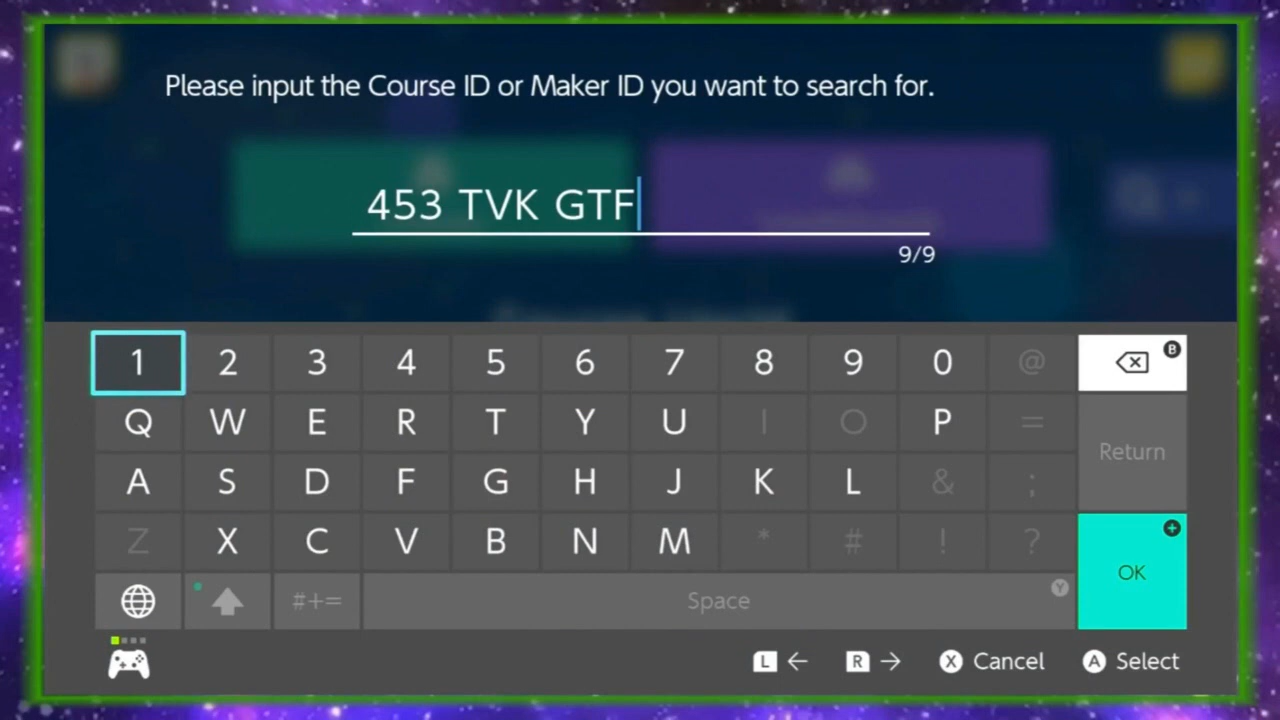 Please input the Course ID or Maker ID you want to search for.
453 TVK GTF
9/9
1 2 3 4 5 6 7 8 9 0 @ B
Q W E R T Y U I O P =
Return
A S D F G H J K L & ;
Z X C V B N M * # ! ? +
OK
#+= Space Y
L ← R → X Cancel A Select